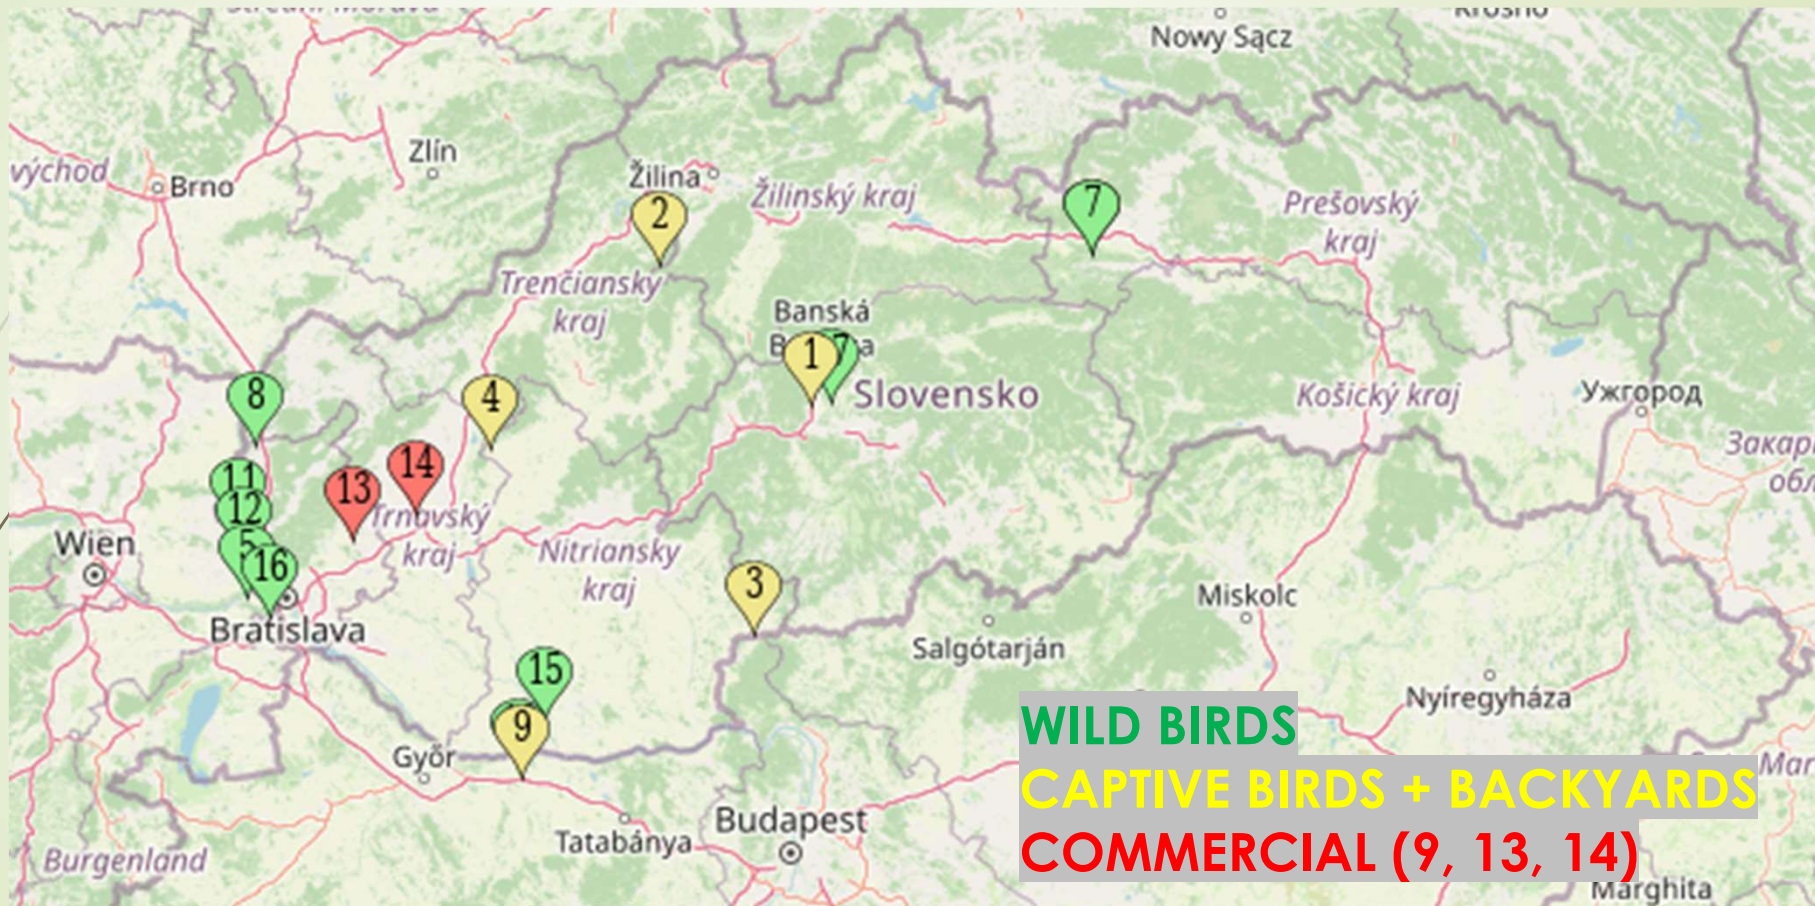 Nowy Sącz
Zlín
východ
Brno
Žilina
Žilinský kraj
2
7
Prešovský
kraj
Trenčiansky
kraj
Banská
1
7
Slovensko
8
4
Košický kraj
Ужгород
11
12
13
14
Trnavský
kraj
Wien
5
16
Nitriansky
kraj
3
Bratislava
Miskolc
Salgótarján
15
9
Nyíregyháza
Győr
WILD BIRDS
CAPTIVE BIRDS + BACKYARDS
COMMERCIAL (9, 13, 14)
Budapest
Tatabánya
Burgenland
Marghita